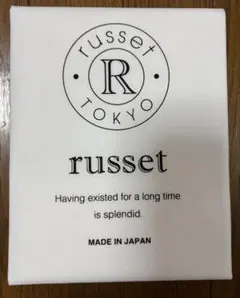 russet
R
TOKYO
russet
Having existed for a long time
is splendid.
MADE IN JAPAN